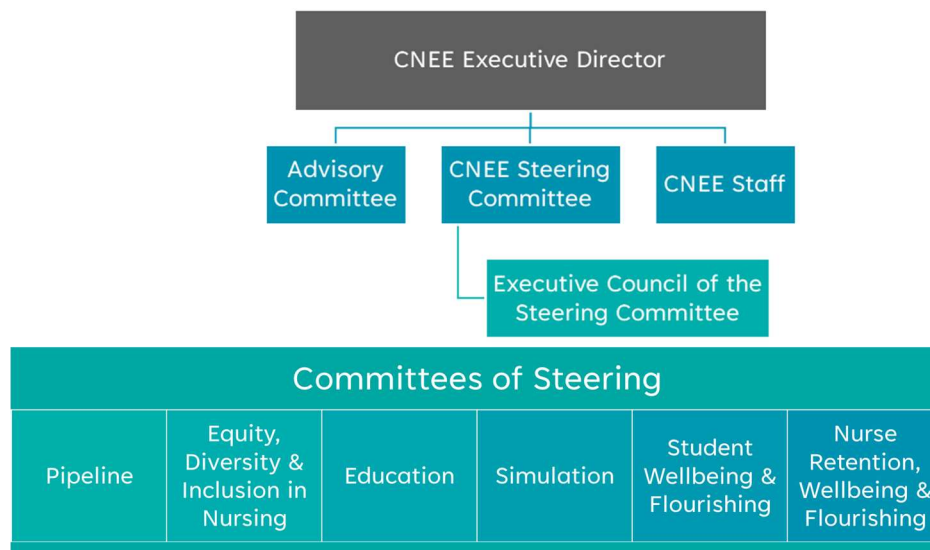 CNEE Executive Director
Advisory
Committee
CNEE Steering
Committee
CNEE Staff
Executive Council of the
Steering Committee
Committees of Steering
Pipeline
Equity,
Diversity &
Inclusion in
Nursing
Education
Simulation
Student
Wellbeing &
Flourishing
Nurse
Retention,
Wellbeing &
Flourishing